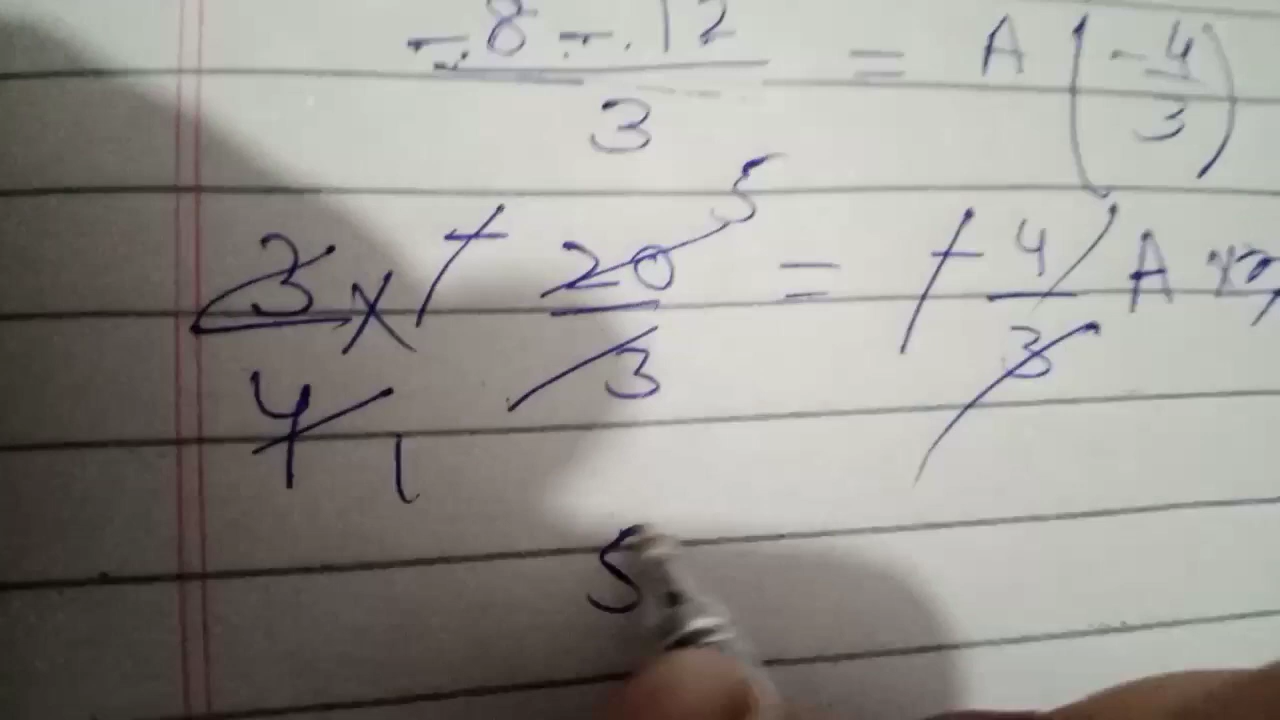 -8-12/3 = A(-4/3)
3/4 × -20/3 5 = -4/3 A ×
1
5